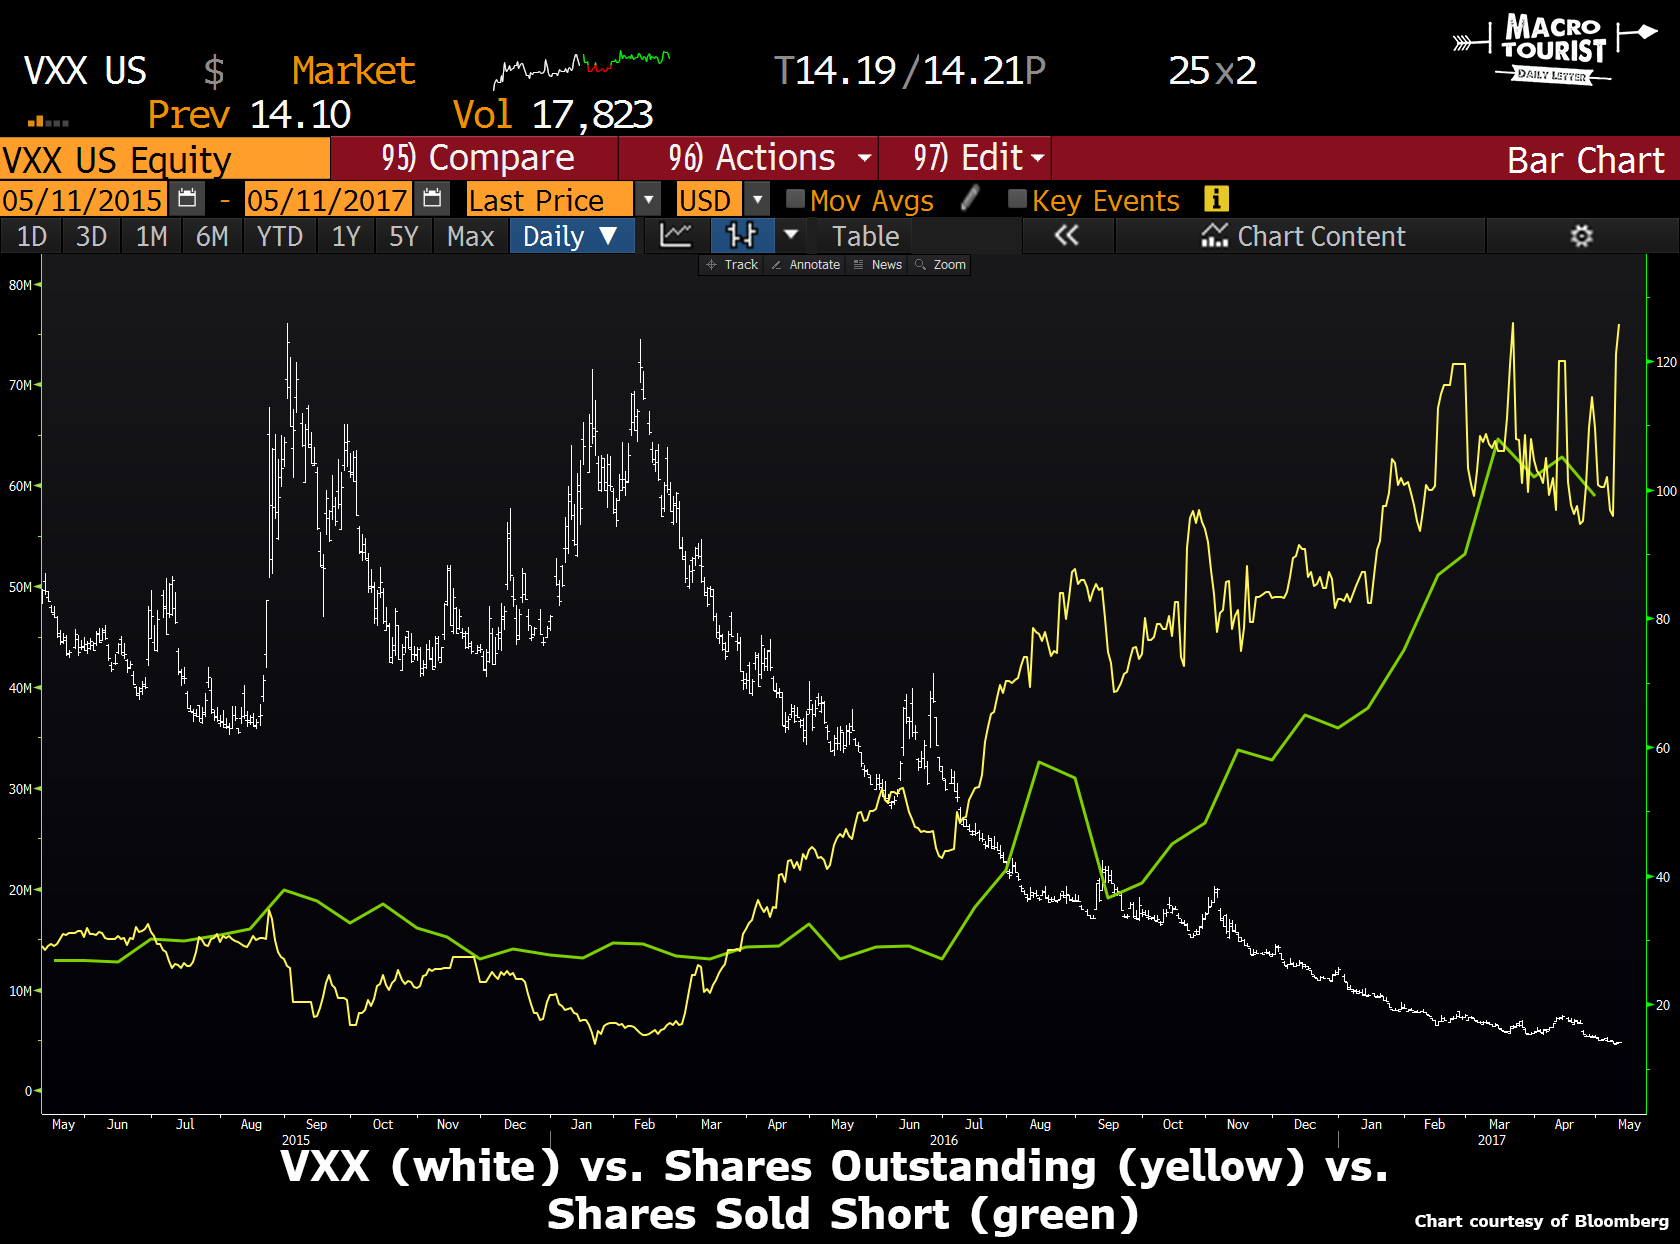 VXX US $ Market T14.19/14.21P 25x2
MACRO
TOURIST
DAILY LETTER
Prev 14.10 Vol 17,823
VXX US Equity 95) Compare 96) Actions 97) Edit Bar Chart
05/11/2015 - 05/11/2017 Last Price USD Mov Avgs Key Events i
1D 3D 1M 6M YTD 1Y 5Y Max Daily ▼ Table « Chart Content
Track Annotate News Zoom
80M
70M
60M
50M
40M
30M
20M
10M
0
120
100
80
60
40
20
May Jun Jul Aug Sep Oct Nov Dec Jan Feb Mar Apr May Jun Jul Aug Sep Oct Nov Dec Jan Feb Mar Apr May
2015 2016 2017
VXX (white) vs. Shares Outstanding (yellow) vs.
Shares Sold Short (green)
Chart courtesy of Bloomberg